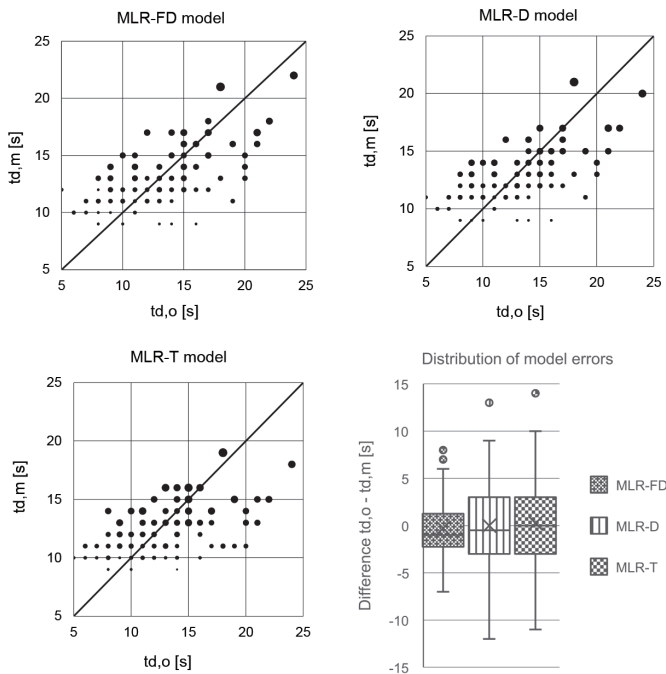 MLR-FD model
25
20
15
10
5
5 10 15 20 25
td,m [s]
td,o [s]
MLR-D model
25
20
15
10
5
5 10 15 20 25
td,m [s]
td,o [s]
MLR-T model
25
20
15
10
5
5 10 15 20 25
td,m [s]
td,o [s]
Distribution of model errors
15
10
5
0
-5
-10
-15
Difference td,o - td,m [s]
MLR-FD
MLR-D
MLR-T